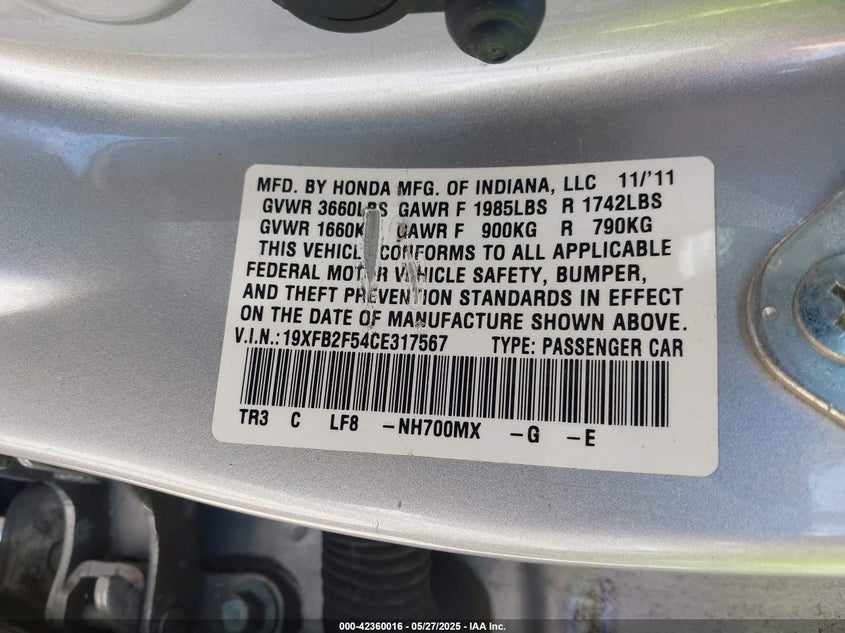 MFD. BY HONDA MFG. OF INDIANA, LLC 11/'11
GVWR 3660LBS GAWR F 1985LBS R 1742LBS
GVWR 1660K GAWR F 900KG R 790KG
THIS VEHICLE CONFORMS TO ALL APPLICABLE
FEDERAL MOTOR VEHICLE SAFETY, BUMPER,
AND THEFT PREVENTION STANDARDS IN EFFECT
ON THE DATE OF MANUFACTURE SHOWN ABOVE.
V.I.N.:19XFB2F54CE317567 TYPE: PASSENGER CAR
TR3 C LF8 -NH700MX -G -E
000-42360016 - 05/27/2025 - IAA Inc.